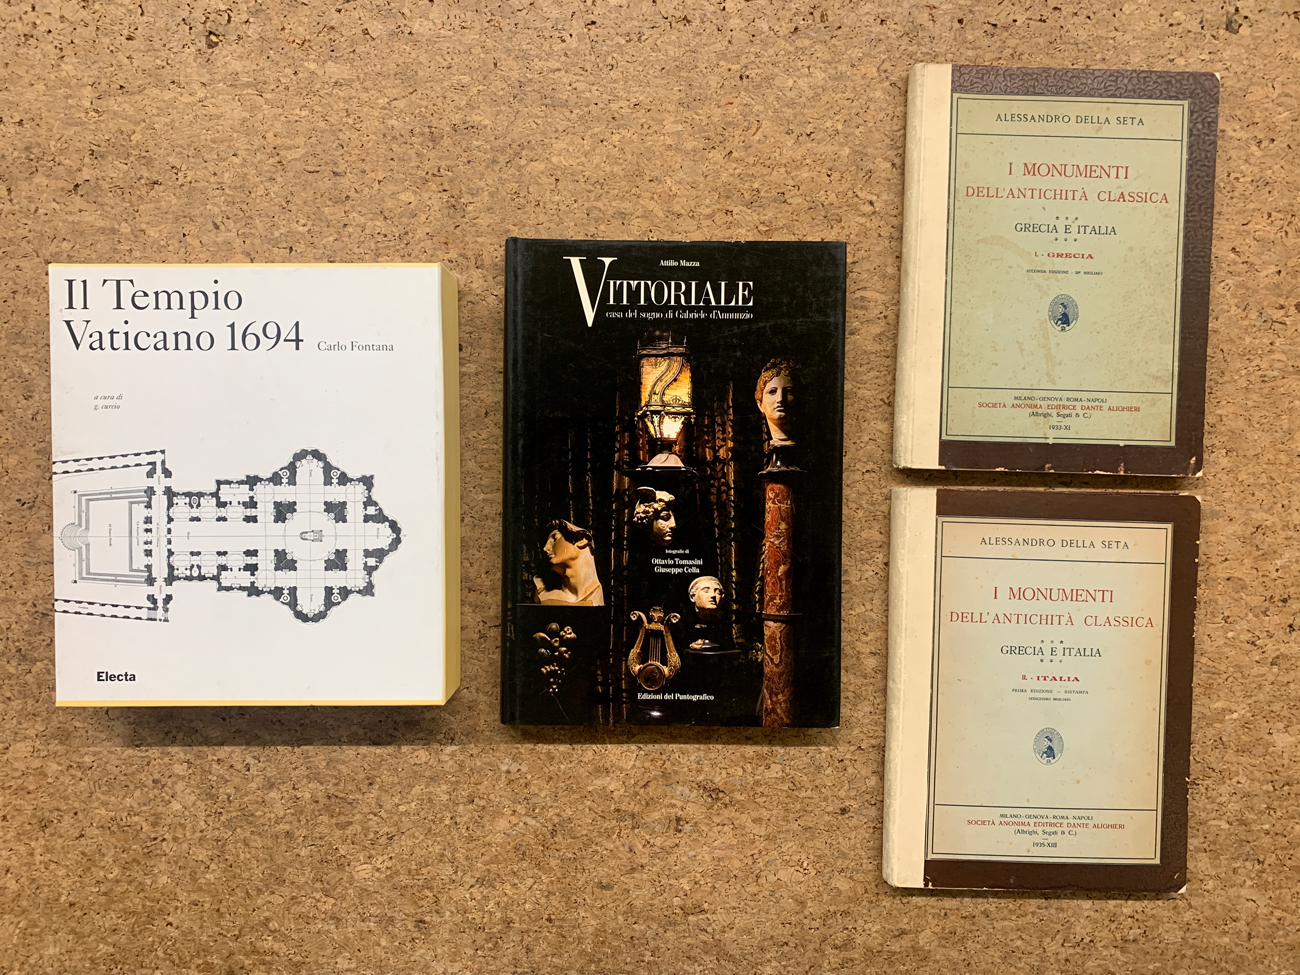 Il Tempio
Vaticano 1694 Carlo Fontana
a cura di
g. curcio
Electa
Attilio Mazza
VITTORIALE
casa del sogno di Gabriele d'Annunzio
fotografie di
Ottavio Tomasini
Giuseppe Cella
Edizioni del Puntografico
ALESSANDRO DELLA SETA
I MONUMENTI
DELL'ANTICHITÀ CLASSICA
GRECIA E ITALIA
I. - GRECIA
MILANO - GENOVA - ROMA - NAPOLI
SOCIETÀ ANONIMA EDITRICE DANTE ALIGHIERI
(Albrighi, Segati & C.)
1933-XI
ALESSANDRO DELLA SETA
I MONUMENTI
DELL'ANTICHITÀ CLASSICA
GRECIA E ITALIA
II. - ITALIA
PRIMA EDIZIONE - RISTAMPA
MILANO - GENOVA - ROMA - NAPOLI
SOCIETÀ ANONIMA EDITRICE DANTE ALIGHIERI
(Albrighi, Segati & C.)
1935-XIII